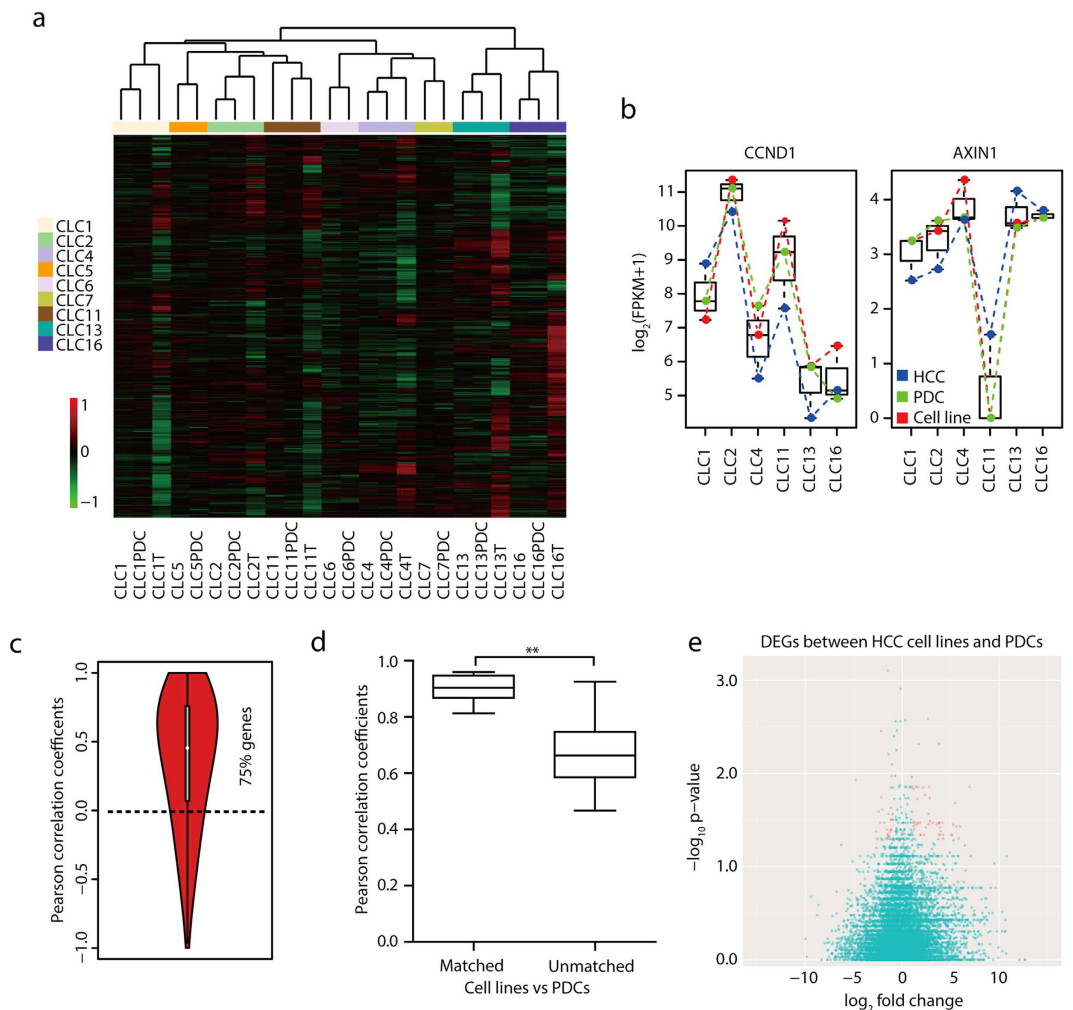 a
CLC1
CLC2
CLC4
CLC5
CLC6
CLC7
CLC11
CLC13
CLC16
1
0
−1
CLC1
CLC1PDC
CLC1T
CLC5
CLC5PDC
CLC2
CLC2PDC
CLC2T
CLC11
CLC11PDC
CLC11T
CLC6
CLC6PDC
CLC4
CLC4PDC
CLC4T
CLC7
CLC7PDC
CLC13
CLC13PDC
CLC13T
CLC16
CLC16PDC
CLC16T
b
CCND1
log2(FPKM+1)
11
10
9
8
7
6
5
CLC1
CLC2
CLC4
CLC11
CLC13
CLC16
AXIN1
4
3
2
1
0
HCC
PDC
Cell line
CLC1
CLC2
CLC4
CLC11
CLC13
CLC16
c
Pearson correlation coefficents
1.0
0.5
0.0
−0.5
−1.0
75% genes
d
Pearson correlation coefficients
1.0
0.8
0.6
0.4
0.2
0.0
**
Matched
Unmatched
Cell lines vs PDCs
e
DEGs between HCC cell lines and PDCs
−log10 p−value
3.0
2.0
1.0
0.0
−10
−5
0
5
10
log2 fold change